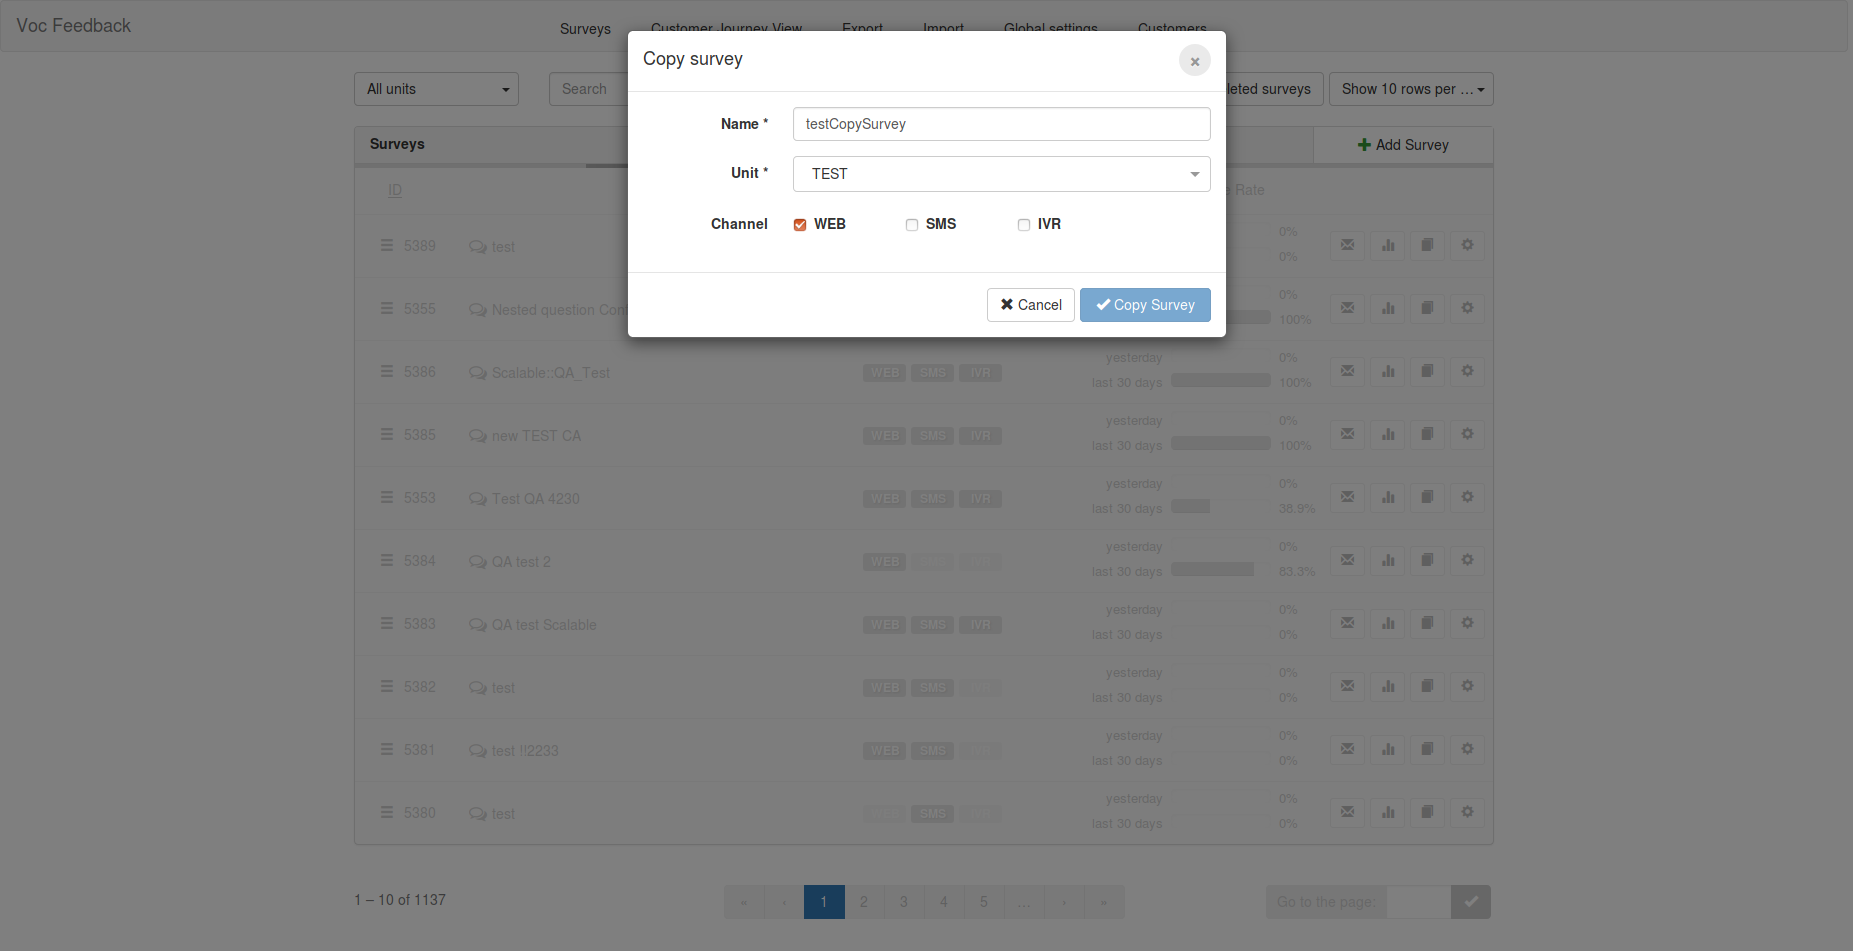 Voc Feedback
Surveys Customer Journey View Export Import Global settings Customers
Copy survey ×
All units Search leted surveys Show 10 rows per ...
Name * testCopySurvey
Surveys Add Survey
Unit * TEST
ID Rate
Channel WEB SMS IVR
5389 test 0%
0%
Cancel Copy Survey
5355 Nested question Con 0%
100%
5386 Scalable::QA_Test WEB SMS IVR yesterday 0%
last 30 days 100%
5385 new TEST CA WEB SMS IVR yesterday 0%
last 30 days 100%
5353 Test QA 4230 WEB SMS IVR yesterday 0%
last 30 days 38.9%
5384 QA test 2 WEB SMS IVR yesterday 0%
last 30 days 83.3%
5383 QA test Scalable WEB SMS IVR yesterday 0%
last 30 days 0%
5382 test WEB SMS IVR yesterday 0%
last 30 days 0%
5381 test !!2233 WEB SMS IVR yesterday 0%
last 30 days 0%
5380 test WEB SMS IVR yesterday 0%
last 30 days 0%
1 – 10 of 1137 « ‹ 1 2 3 4 5 ... › » Go to the page: